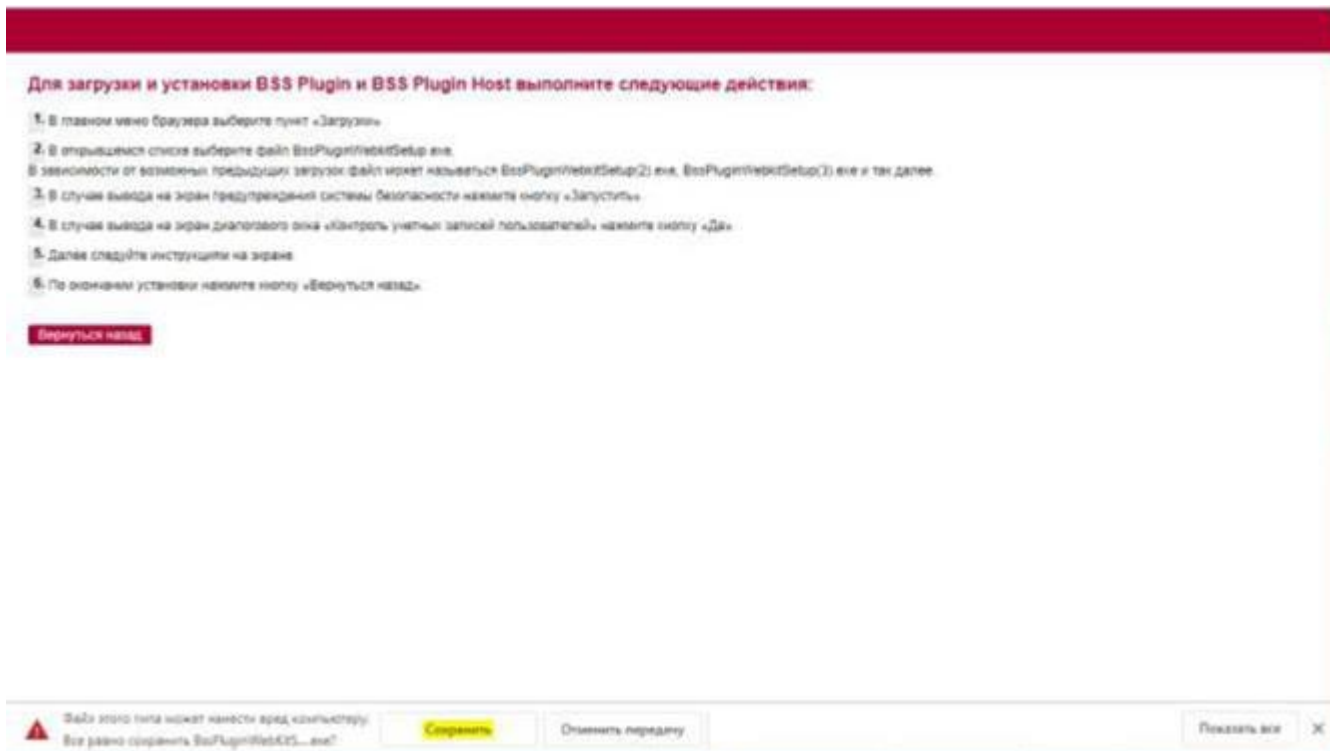 Для загрузки и установки BSS Plugin и BSS Plugin Host выполните следующие действия:
1. В главном меню браузера выберите пункт «Загрузки»
2. В открывшемся списке выберите файл BssPluginWebkitSetup.exe.
В зависимости от возможных предыдущих загрузок файл может называться BssPluginWebkitSetup(2).exe, BssPluginWebkitSetup(3).exe и так далее.
3. В случае вывода на экран предупреждения системы безопасности нажмите кнопку «Запустить»
4. В случае вывода на экран диалогового окна «Контроль учетных записей пользователей» нажмите кнопку «Да»
5. Далее следуйте инструкциям на экране
6. По окончании установки нажмите кнопку «Вернуться назад».
Вернуться назад
Файл этого типа может нанести вред компьютеру.
Все равно сохранить BssPluginWebKitS....exe?
Сохранить
Отменить передачу
Показать все